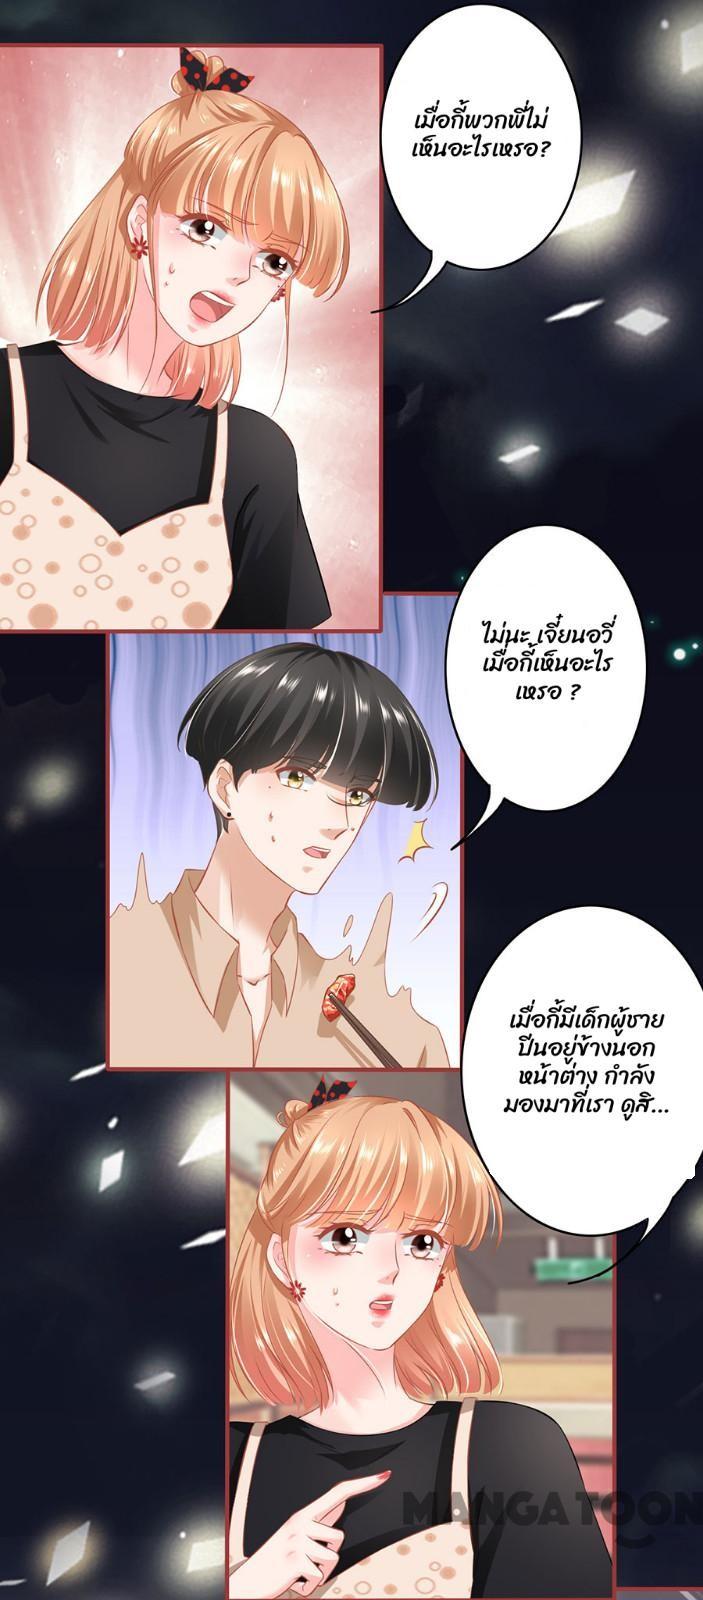 เมื่อกี้พวกพี่ไม่
เห็นอะไรเหรอ?
ไม่นะ เจี๋ยนอวี่
เมื่อกี้เห็นอะไร
เหรอ ?
เมื่อกี้มีเด็กผู้ชาย
ปีนอยู่ข้างนอก
หน้าต่าง กำลัง
มองมาที่เรา ดูสิ...
MANGATOON